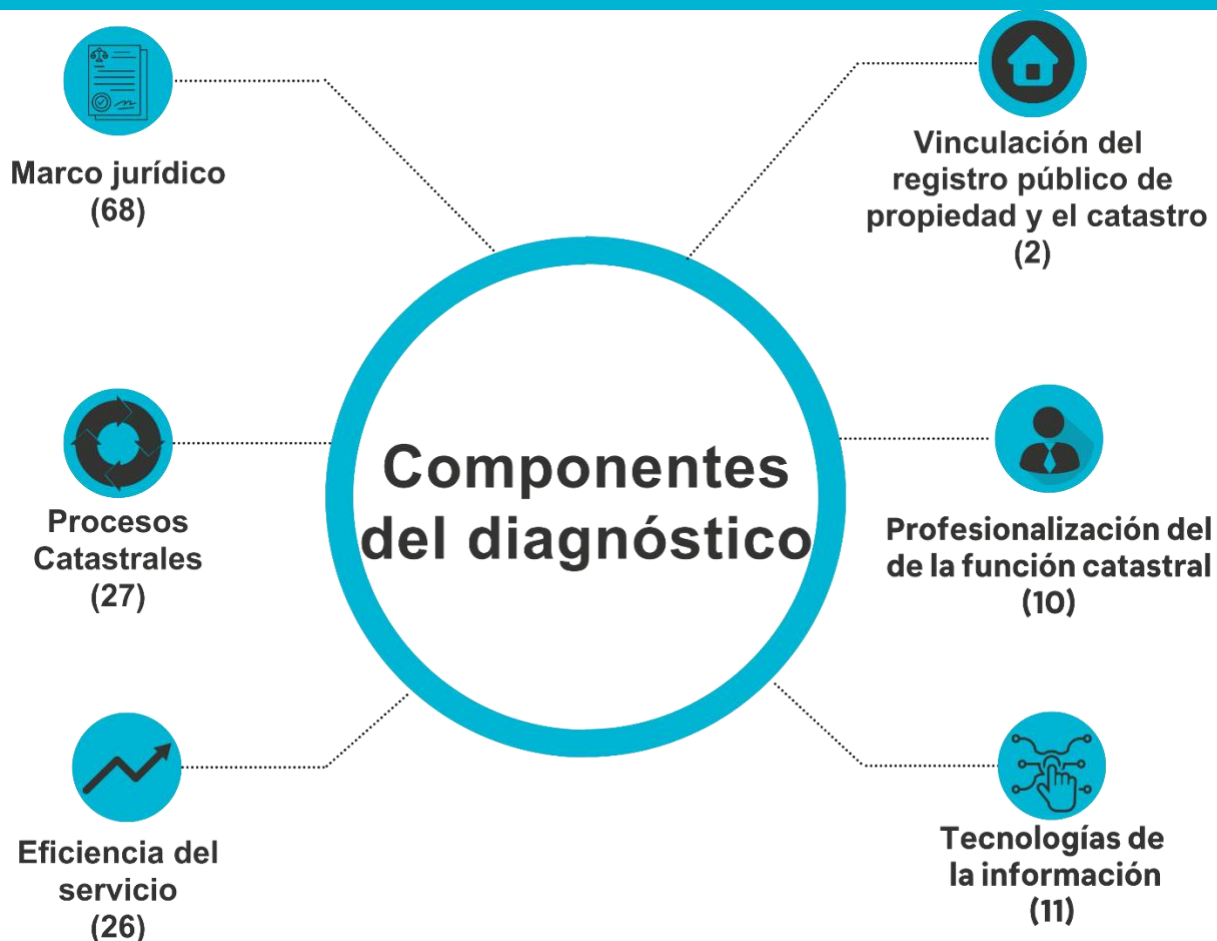 Marco jurídico
(68)
Vinculación del
registro público de
propiedad y el catastro
(2)
Componentes
del diagnóstico
Procesos
Catastrales
(27)
Profesionalización del
de la función catastral
(10)
Eficiencia del
servicio
(26)
Tecnologías de
la información
(11)